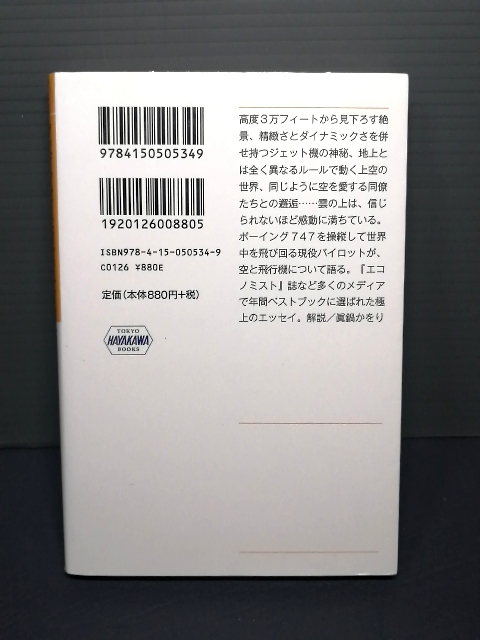 9784150505349
1920126008805
ISBN978-4-15-050534-9
C0126 ¥880E
定価(本体880円+税)
TOKYO
HAYAKAWA
BOOKS
高度3万フィートから見下ろす絶
景、精緻さとダイナミックさを併
せ持つジェット機の神秘、地上と
は全く異なるルールで動く上空の
世界、同じように空を愛する同僚
たちとの邂逅……雲の上は、信じ
られないほど感動に満ちている。
ボーイング747を操縦して世界
中を飛び回る現役パイロットが、
空と飛行機について語る。『エコ
ノミスト』誌など多くのメディア
で年間ベストブックに選ばれた極
上のエッセイ。解説／眞鍋かをり